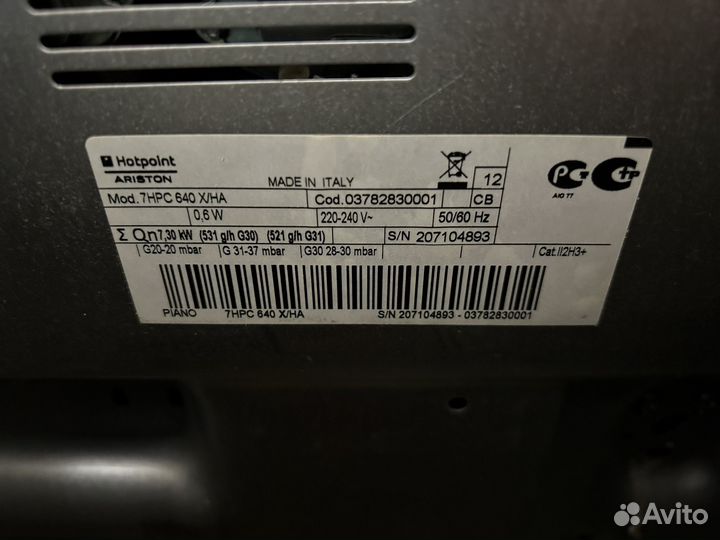 Hotpoint
ARISTON
MADE IN ITALY
12
Mod. 7HPC 640 X/HA
Cod. 03782830001
CB
0,6 W
220-240 V~
50/60 Hz
Σ Qn 7,30 kW (531 g/h G30) (521 g/h G31)
S/N 207104893
G20-20 mbar
G 31-37 mbar
G30 28-30 mbar
Cat.II2H3+
PIANO 7HPC 640 X/HA S/N 207104893 - 03782830001
АЮ 77
Avito